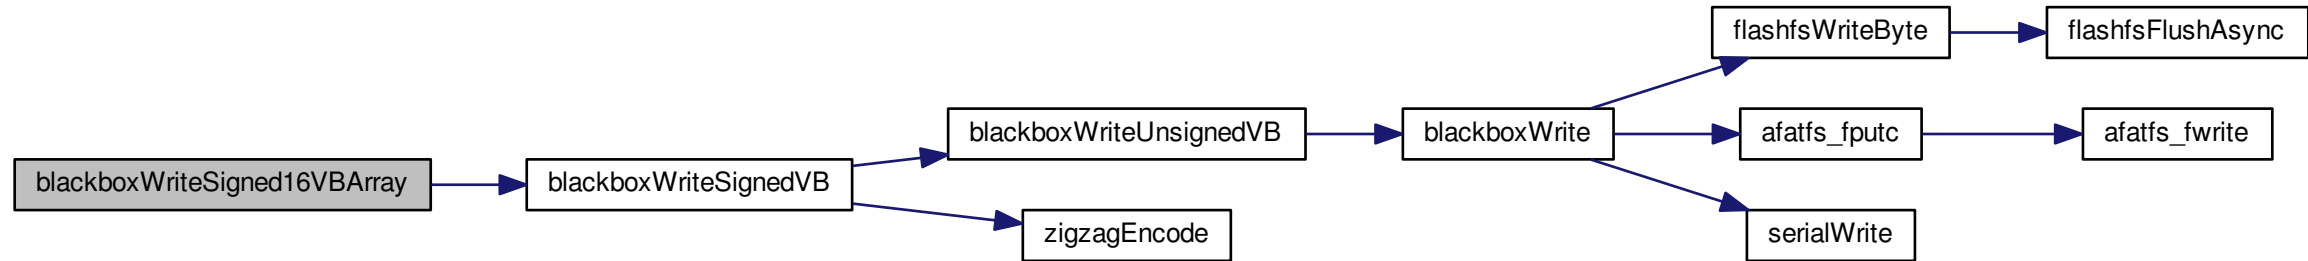 flashfsWriteByte
flashfsFlushAsync
blackboxWriteUnsignedVB
blackboxWrite
afatfs_fputc
afatfs_fwrite
blackboxWriteSigned16VBArray
blackboxWriteSignedVB
zigzagEncode
serialWrite